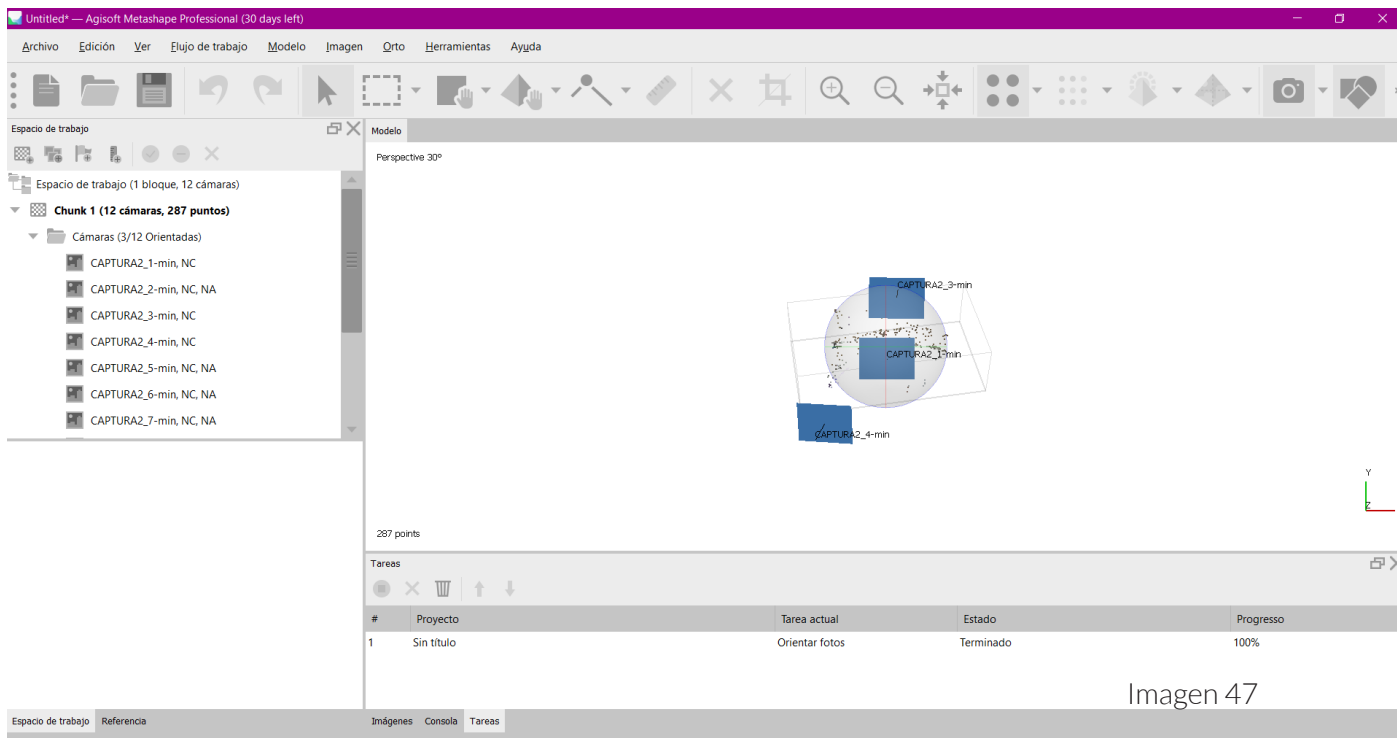 Untitled* — Agisoft Metashape Professional (30 days left)
Archivo Edición Ver Flujo de trabajo Modelo Imagen Orto Herramientas Ayuda
Espacio de trabajo
Espacio de trabajo (1 bloque, 12 cámaras)
Chunk 1 (12 cámaras, 287 puntos)
Cámaras (3/12 Orientadas)
CAPTURA2_1-min, NC
CAPTURA2_2-min, NC, NA
CAPTURA2_3-min, NC
CAPTURA2_4-min, NC
CAPTURA2_5-min, NC, NA
CAPTURA2_6-min, NC, NA
CAPTURA2_7-min, NC, NA
Modelo
Perspective 30º
CAPTURA2_3-min
CAPTURA2_1-min
CAPTURA2_4-min
Y
Z
287 points
Tareas
# Proyecto Tarea actual Estado Progresso
1 Sin título Orientar fotos Terminado 100%
Imagen 47
Espacio de trabajo Referencia
Imágenes Consola Tareas